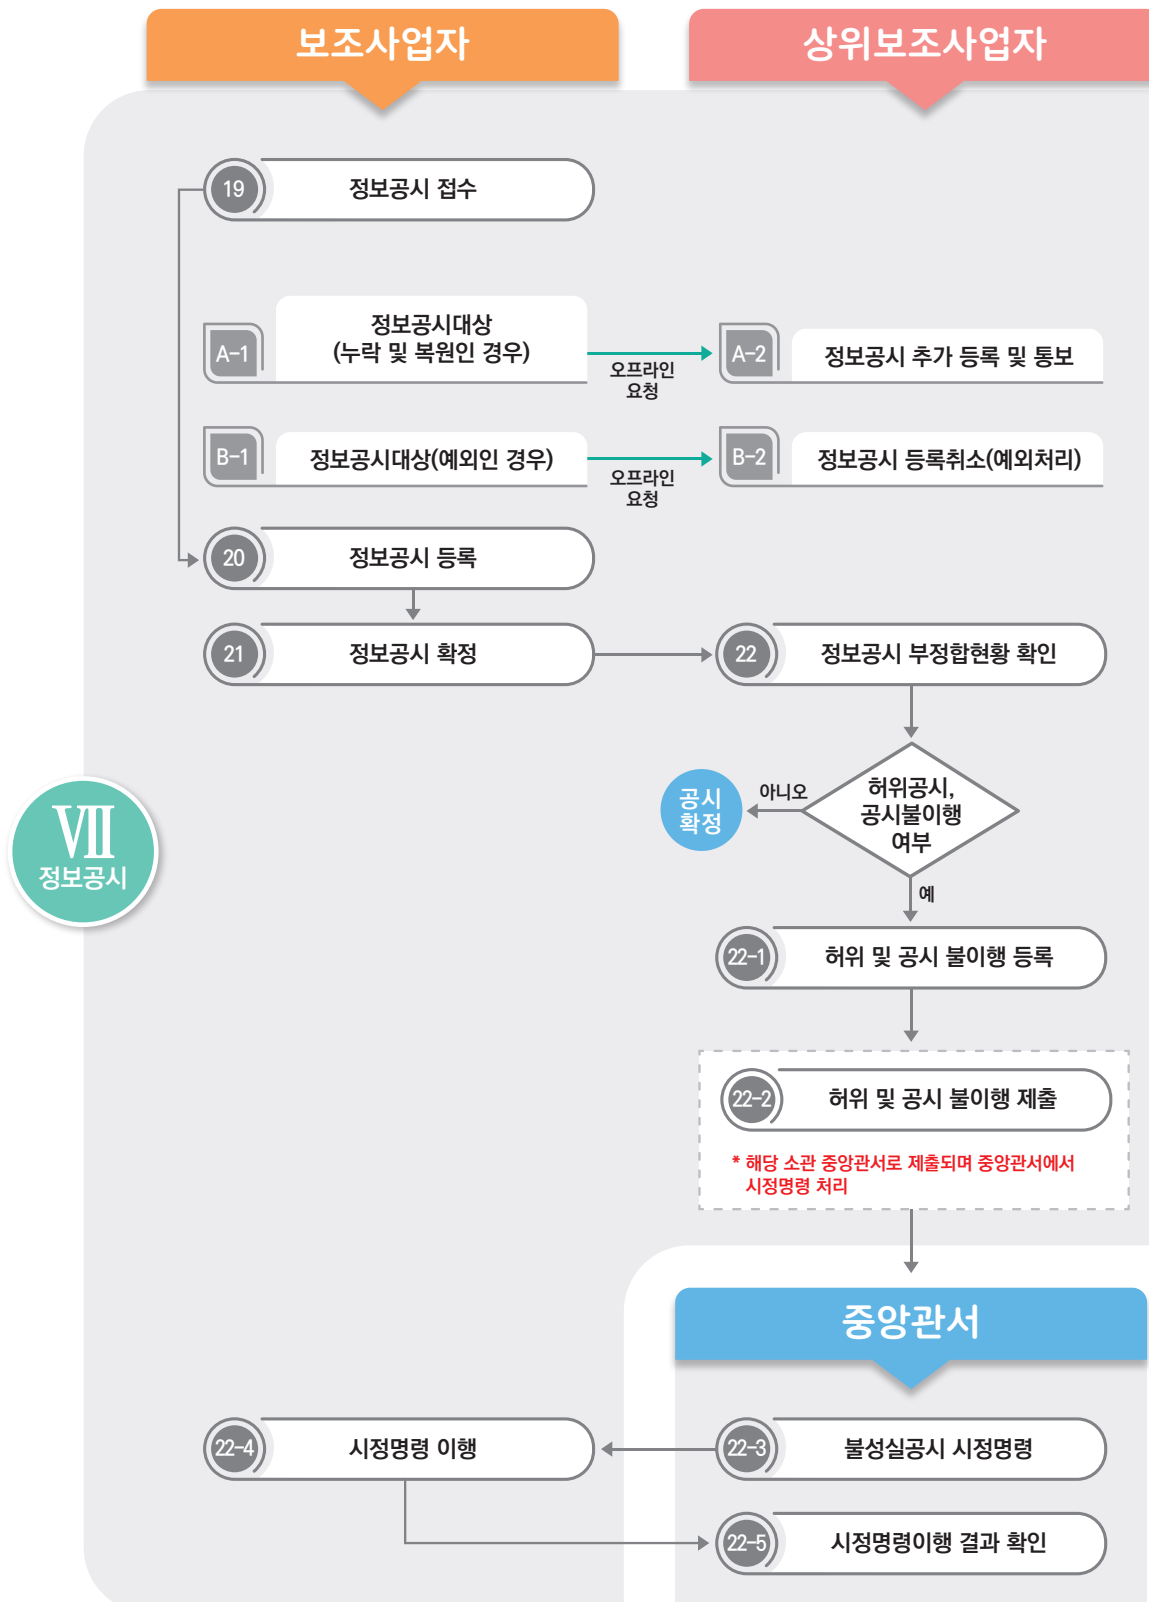 보조사업자
상위보조사업자
19
정보공시 접수
A-1
정보공시대상
(누락 및 복원인 경우)
오프라인
요청
A-2
정보공시 추가 등록 및 통보
B-1
정보공시대상(예외인 경우)
오프라인
요청
B-2
정보공시 등록취소(예외처리)
20
정보공시 등록
21
정보공시 확정
22
정보공시 부정합현황 확인
허위공시,
공시불이행
여부
아니오
공시
확정
예
Ⅶ
정보공시
22-1
허위 및 공시 불이행 등록
22-2
허위 및 공시 불이행 제출
* 해당 소관 중앙관서로 제출되며 중앙관서에서
시정명령 처리
중앙관서
22-4
시정명령 이행
22-3
불성실공시 시정명령
22-5
시정명령이행 결과 확인